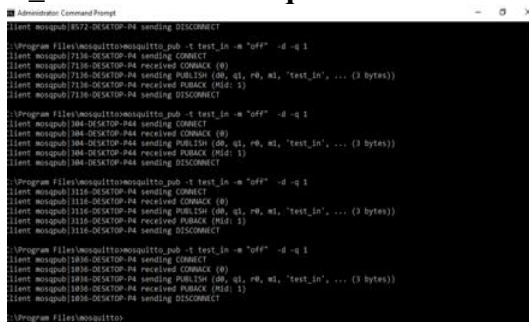 Administrator: Command Prompt
Client mosqpub|8572-DESKTOP-P4 sending DISCONNECT
C:\Program Files\mosquitto>mosquitto_pub -t test_in -m "off" -d -q 1
Client mosqpub|7136-DESKTOP-P4 sending CONNECT
Client mosqpub|7136-DESKTOP-P4 received CONNACK (0)
Client mosqpub|7136-DESKTOP-P4 sending PUBLISH (d0, q1, r0, m1, 'test_in', ... (3 bytes))
Client mosqpub|7136-DESKTOP-P4 received PUBACK (Mid: 1)
Client mosqpub|7136-DESKTOP-P4 sending DISCONNECT
C:\Program Files\mosquitto>mosquitto_pub -t test_in -m "off" -d -q 1
Client mosqpub|304-DESKTOP-P44 sending CONNECT
Client mosqpub|304-DESKTOP-P44 received CONNACK (0)
Client mosqpub|304-DESKTOP-P44 sending PUBLISH (d0, q1, r0, m1, 'test_in', ... (3 bytes))
Client mosqpub|304-DESKTOP-P44 received PUBACK (Mid: 1)
Client mosqpub|304-DESKTOP-P44 sending DISCONNECT
C:\Program Files\mosquitto>mosquitto_pub -t test_in -m "off" -d -q 1
Client mosqpub|3116-DESKTOP-P4 sending CONNECT
Client mosqpub|3116-DESKTOP-P4 received CONNACK (0)
Client mosqpub|3116-DESKTOP-P4 sending PUBLISH (d0, q1, r0, m1, 'test_in', ... (3 bytes))
Client mosqpub|3116-DESKTOP-P4 received PUBACK (Mid: 1)
Client mosqpub|3116-DESKTOP-P4 sending DISCONNECT
C:\Program Files\mosquitto>mosquitto_pub -t test_in -m "off" -d -q 1
Client mosqpub|1036-DESKTOP-P4 sending CONNECT
Client mosqpub|1036-DESKTOP-P4 received CONNACK (0)
Client mosqpub|1036-DESKTOP-P4 sending PUBLISH (d0, q1, r0, m1, 'test_in', ... (3 bytes))
Client mosqpub|1036-DESKTOP-P4 received PUBACK (Mid: 1)
Client mosqpub|1036-DESKTOP-P4 sending DISCONNECT
C:\Program Files\mosquitto>